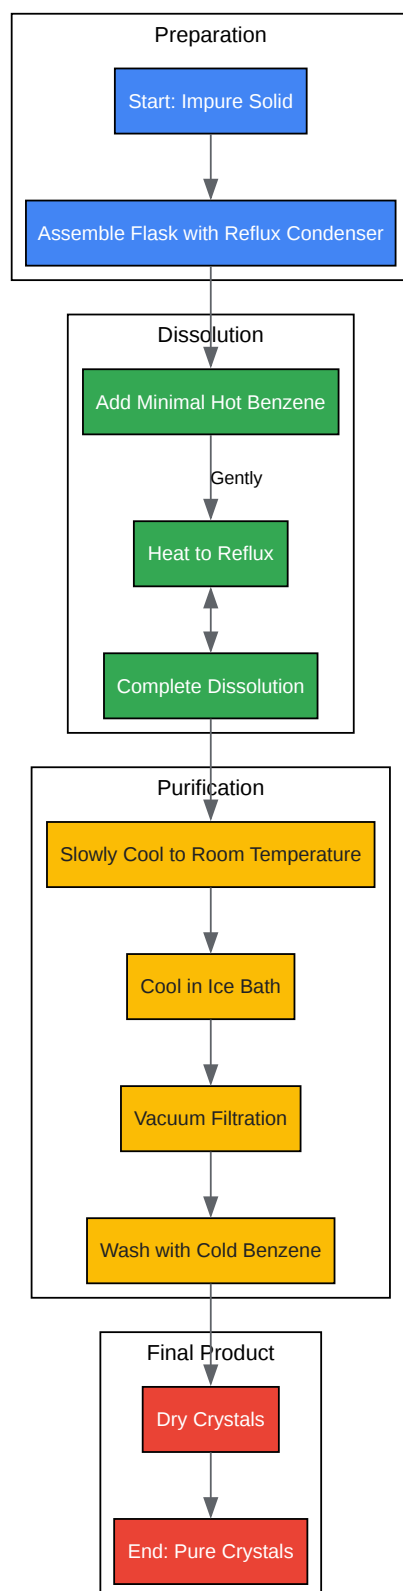 Preparation
Start: Impure Solid
Assemble Flask with Reflux Condenser
Dissolution
Add Minimal Hot Benzene
Gently
Heat to Reflux
Complete Dissolution
Purification
Slowly Cool to Room Temperature
Cool in Ice Bath
Vacuum Filtration
Wash with Cold Benzene
Final Product
Dry Crystals
End: Pure Crystals